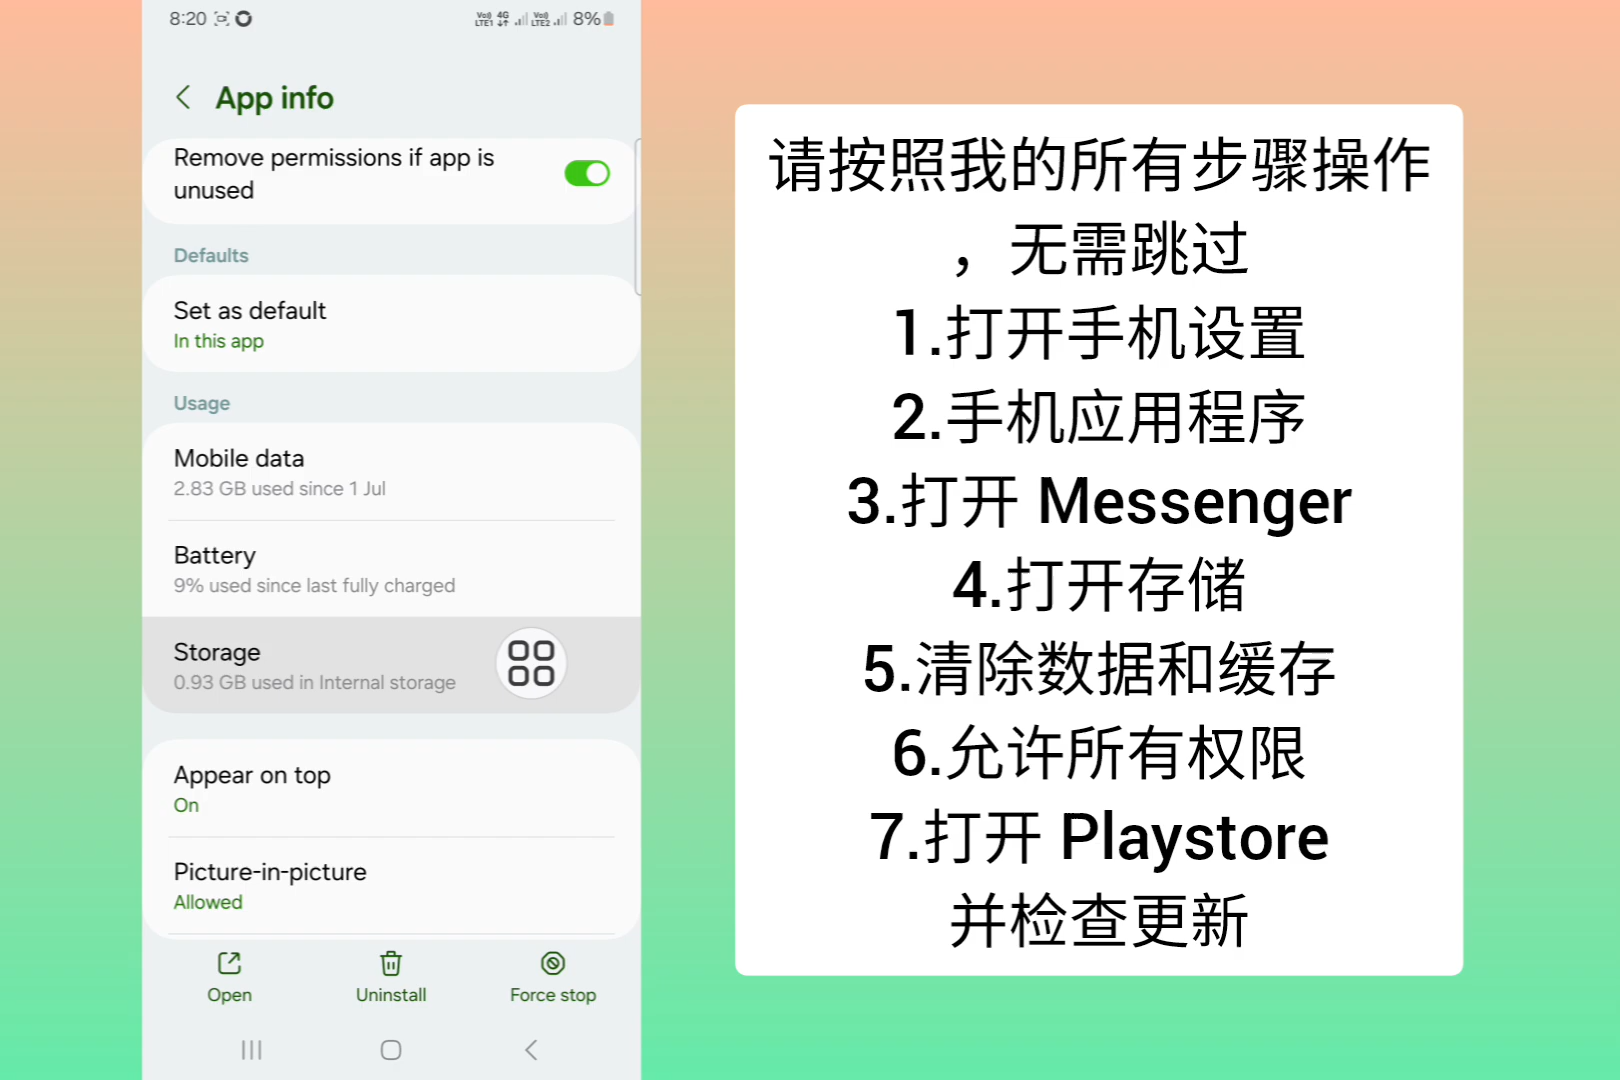 8:20
Vo)) LTE1 4G Vo)) LTE2 8%
App info
Remove permissions if app is
unused
Defaults
Set as default
In this app
Usage
Mobile data
2.83 GB used since 1 Jul
Battery
9% used since last fully charged
Storage
0.93 GB used in Internal storage
Appear on top
On
Picture-in-picture
Allowed
Open Uninstall Force stop
请按照我的所有步骤操作
，无需跳过
1.打开手机设置
2.手机应用程序
3.打开 Messenger
4.打开存储
5.清除数据和缓存
6.允许所有权限
7.打开 Playstore
并检查更新